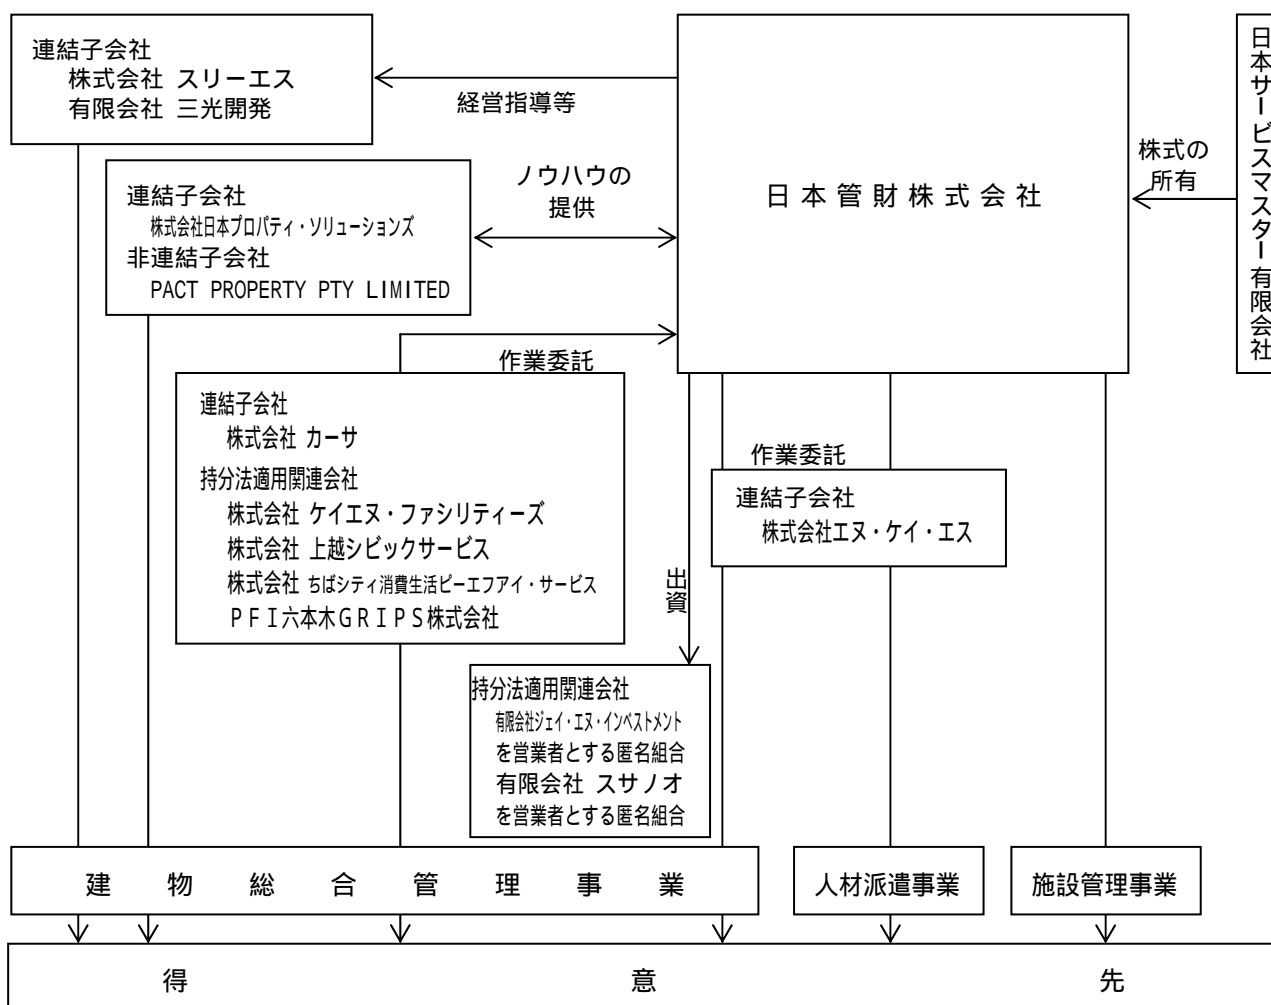 連結子会社
株式会社 スリーエス
有限会社 三光開発
経営指導等
日本管財株式会社
株式の
所有
日本サービスマスター有限会社
連結子会社
株式会社日本プロパティ・ソリューションズ
非連結子会社
PACT PROPERTY PTY LIMITED
ノウハウの
提供
作業委託
連結子会社
株式会社 カーサ
持分法適用関連会社
株式会社 ケイエヌ・ファシリティーズ
株式会社 上越シビックサービス
株式会社 ちばシティ消費生活ピーエフアイ・サービス
PFI六本木GRIPS株式会社
作業委託
連結子会社
株式会社エヌ・ケイ・エス
出資
持分法適用関連会社
有限会社ジェイ・エヌ・インベストメント
を営業者とする匿名組合
有限会社 スサノオ
を営業者とする匿名組合
建物総合管理事業
人材派遣事業
施設管理事業
得意先